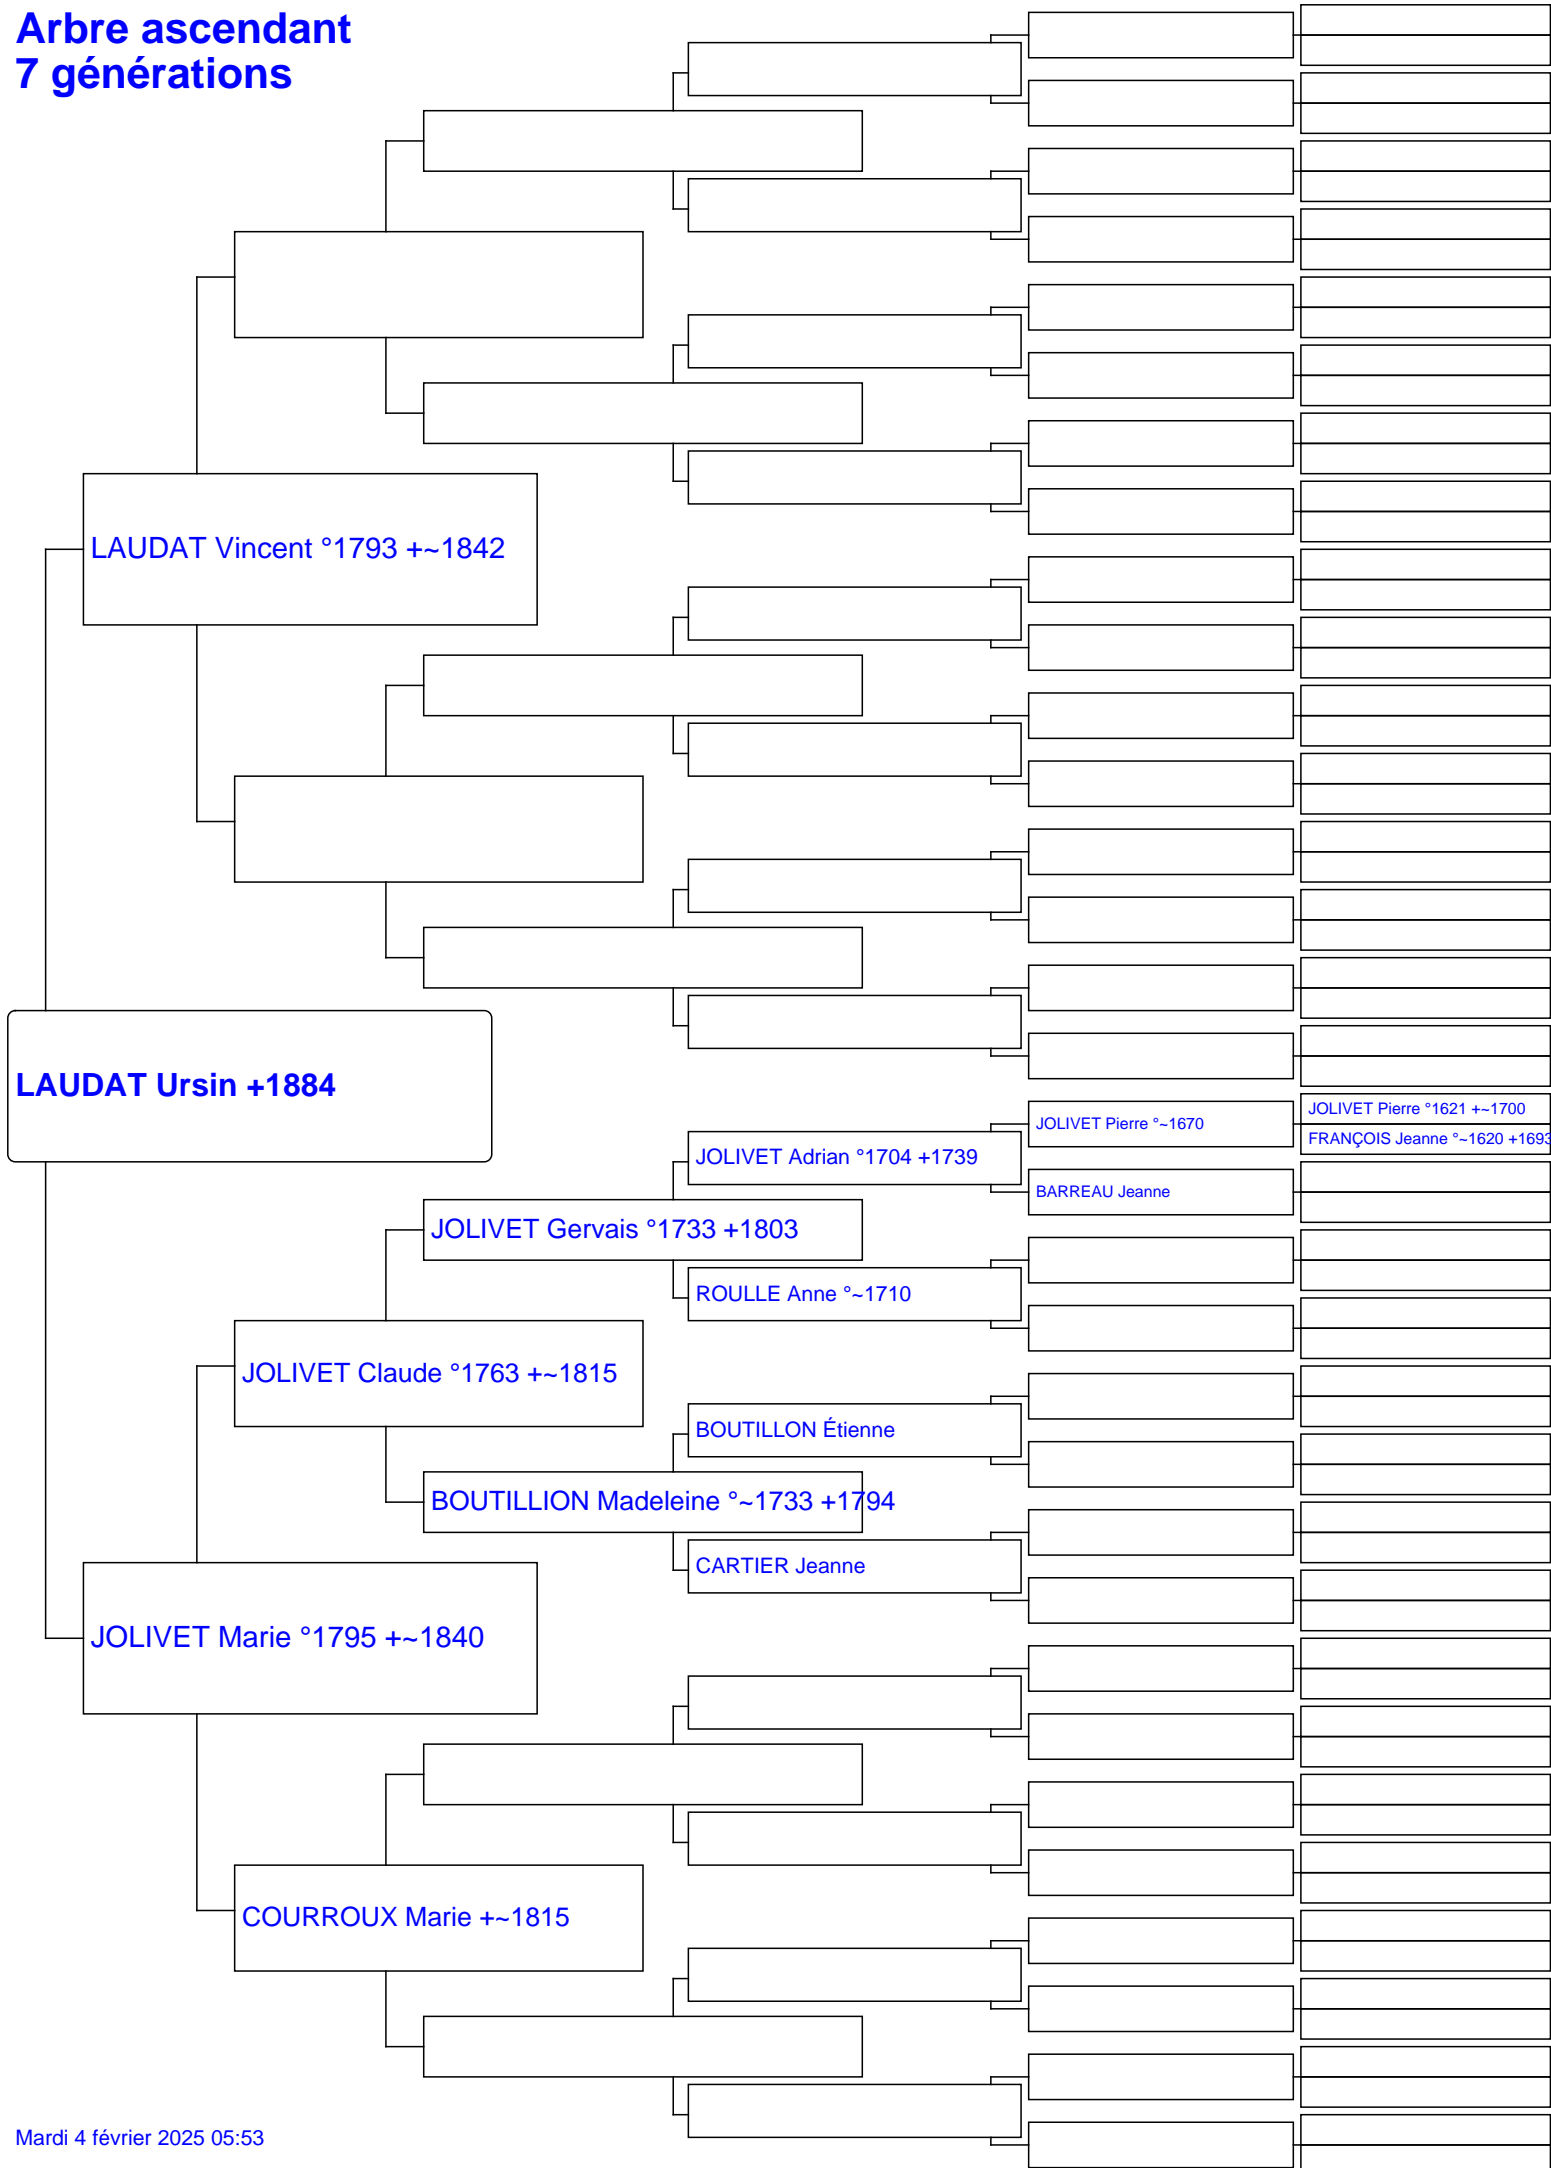 Arbre ascendant
7 générations
LAUDAT Vincent °1793 +~1842
LAUDAT Ursin +1884
JOLIVET Pierre °1621 +~1700
JOLIVET Pierre °~1670
FRANÇOIS Jeanne °~1620 +1693
JOLIVET Adrian °1704 +1739
BARREAU Jeanne
JOLIVET Gervais °1733 +1803
ROULLE Anne °~1710
JOLIVET Claude °1763 +~1815
BOUTILLON Étienne
BOUTILLION Madeleine °~1733 +1794
CARTIER Jeanne
JOLIVET Marie °1795 +~1840
COURROUX Marie +~1815
Mardi 4 février 2025 05:53